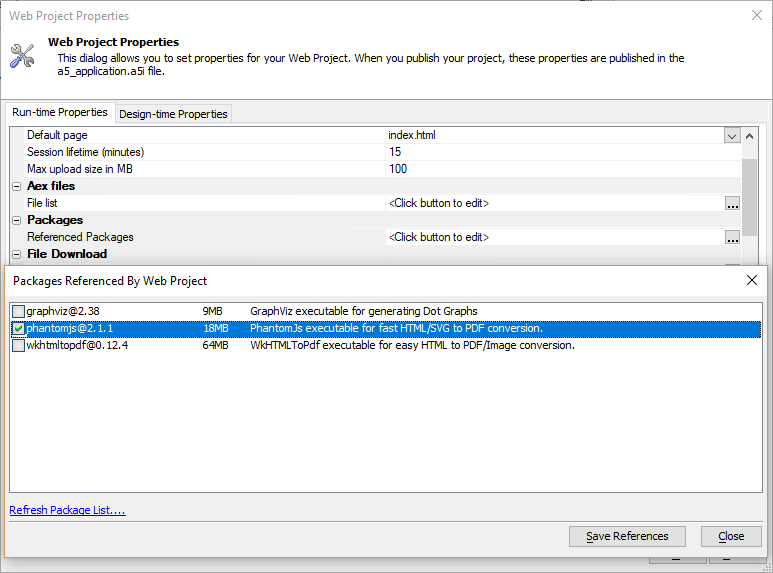 Web Project Properties
Web Project Properties
This dialog allows you to set properties for your Web Project. When you publish your project, these properties are published in the
a5_application.a5i file.
Run-time Properties Design-time Properties
Default page index.html
Session lifetime (minutes) 15
Max upload size in MB 100
Aex files
File list <Click button to edit> ...
Packages
Referenced Packages <Click button to edit> ...
File Download
Packages Referenced By Web Project
graphviz@2.38 9MB GraphViz executable for generating Dot Graphs
phantomjs@2.1.1 18MB PhantomJs executable for fast HTML/SVG to PDF conversion.
wkhtmltopdf@0.12.4 64MB WkHTMLToPdf executable for easy HTML to PDF/Image conversion.
Refresh Package List....
Save References Close